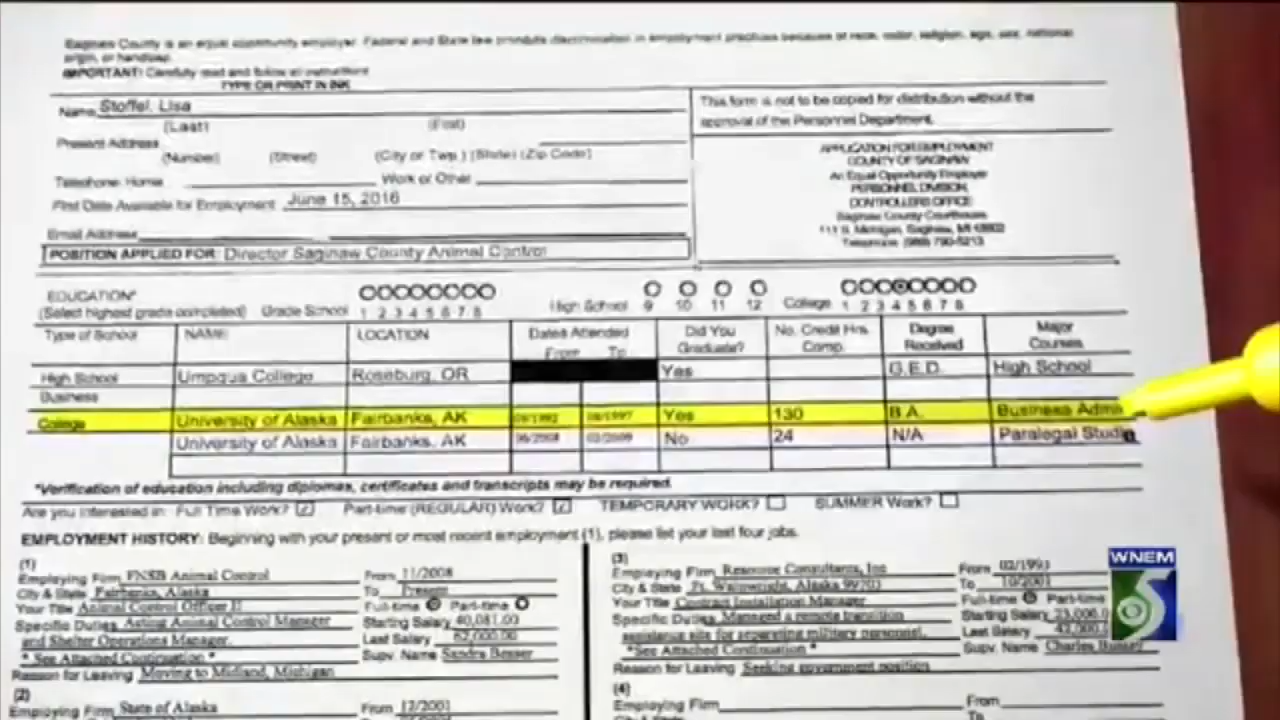 Saginaw County is an equal opportunity employer. Federal and State law prohibits discrimination in employment practices because of race, color, religion, age, sex, national
origin, or handicap.
IMPORTANT: Carefully read and follow all instructions
TYPE OR PRINT IN INK
Name Stoffel, Lisa
(Last) (First)
Present Address
(Number) (Street) (City or Twp.) (State) (Zip Code)
Telephone: Home Work or Other
First Date Available for Employment June 15, 2016
Email Address
POSITION APPLIED FOR: Director Saginaw County Animal Control
This form is not to be copied for distribution without the
approval of the Personnel Department.
APPLICATION FOR EMPLOYMENT
COUNTY OF SAGINAW
An Equal Opportunity Employer
PERSONNEL DIVISION
CONTROLLERS OFFICE
Saginaw County Courthouse
111 S. Michigan, Saginaw, MI 48602
Telephone (989) 790-5213
EDUCATION*
(Select highest grade completed) Grade School 1 2 3 4 5 6 7 8 High School 9 10 11 12 College 1 2 3 4 5 6 7 8
Type of School NAME LOCATION Dates Attended From To Did You Graduate? No. Credit Hrs. Comp. Degree Received Major Courses
High School Umpqua College Roseburg, OR Yes G.E.D. High School
Business
College University of Alaska Fairbanks, AK 09/1992 08/1997 Yes 130 B.A. Business Admi
University of Alaska Fairbanks, AK No 24 N/A Paralegal Studie
*Verification of education including diplomas, certificates and transcripts may be required.
Are you interested in: Full Time Work? Part-time (REGULAR) Work? TEMPORARY WORK? SUMMER Work?
EMPLOYMENT HISTORY: Beginning with your present or most recent employment (1), please list your last four jobs.
(1)
Employing Firm FNSB Animal Control From 11/2008
City & State Fairbanks, Alaska To Present
Your Title Animal Control Officer II Full-time Part-time
Specific Duties Acting Animal Control Manager Starting Salary 40,081.00
and Shelter Operations Manager. Last Salary 62,000.00
* See Attached Continuation * Supv. Name Sandra Besser
Reason for Leaving Moving to Midland, Michigan
(2)
Employing Firm State of Alaska From 12/2001
(3)
Employing Firm Resource Consultants, Inc From 02/1993
City & State Ft. Wainwright, Alaska 99703 To 10/2001
Your Title Contract Installation Manager Full-time Part-time
Specific Duties Managed a remote transition Starting Salary 23,000.0
assistance site for separating military personnel. Last Salary 42,000.
*See Attached Continuation * Supv. Name Charles
Reason for Leaving Seeking government position
(4)
Employing Firm From
To
WNEM
5